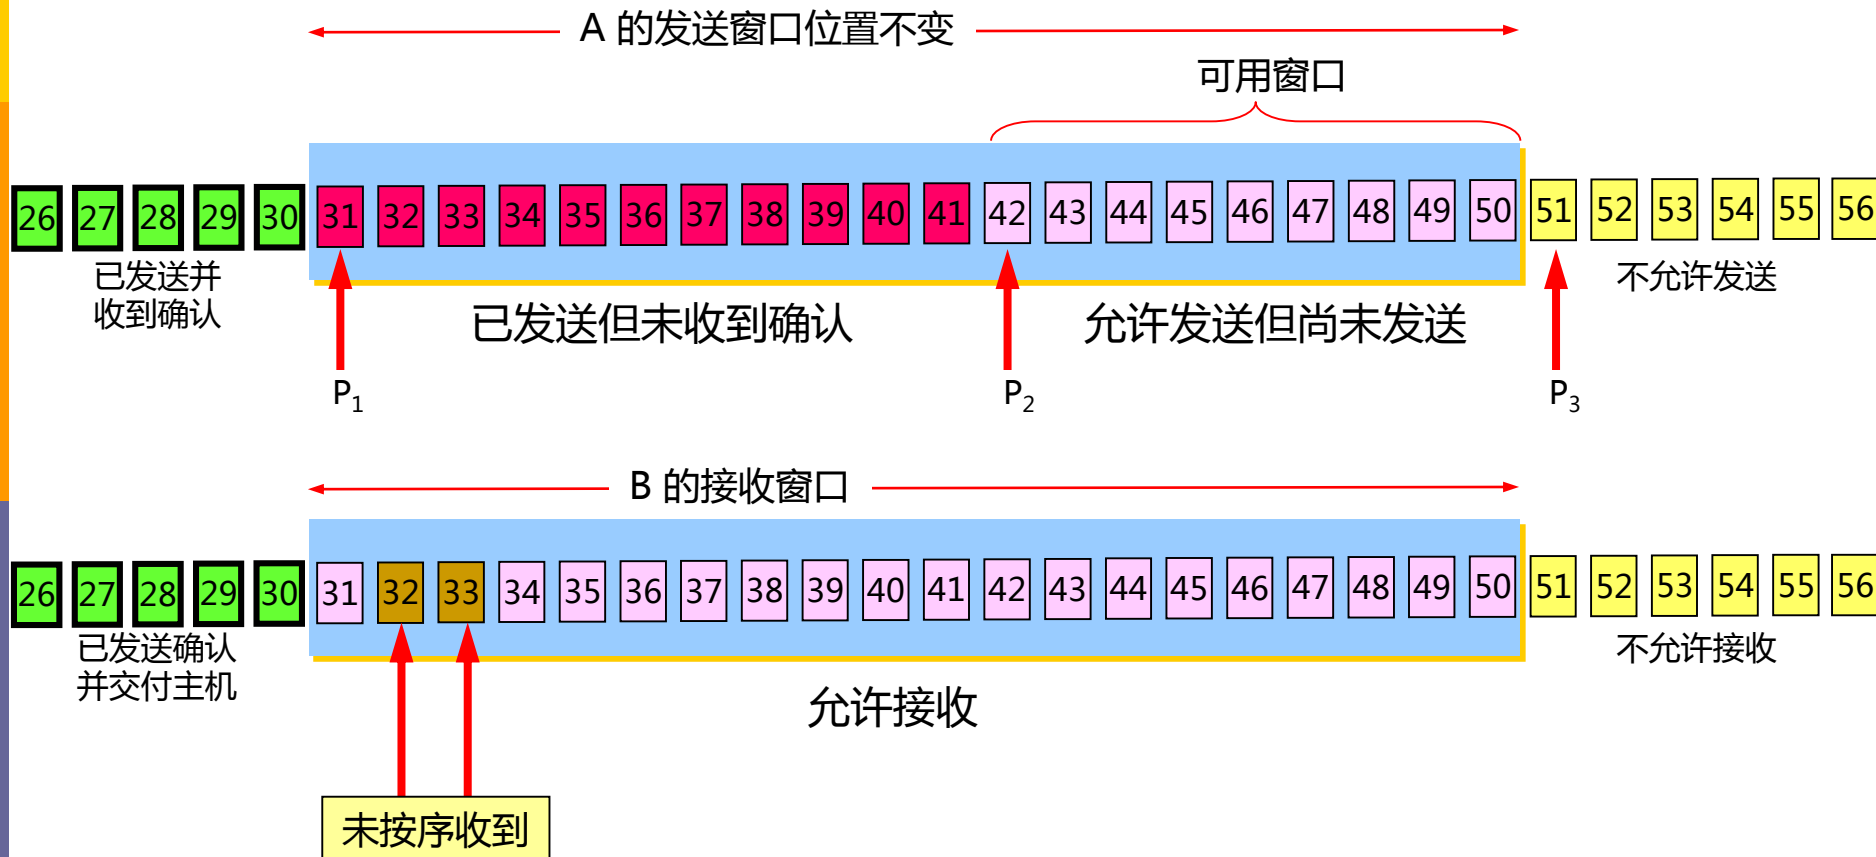 A 的发送窗口位置不变
可用窗口
26 27 28 29 30 31 32 33 34 35 36 37 38 39 40 41 42 43 44 45 46 47 48 49 50 51 52 53 54 55 56
已发送并
收到确认
已发送但未收到确认
允许发送但尚未发送
不允许发送
P1
P2
P3
B 的接收窗口
26 27 28 29 30 31 32 33 34 35 36 37 38 39 40 41 42 43 44 45 46 47 48 49 50 51 52 53 54 55 56
已发送确认
并交付主机
允许接收
不允许接收
未按序收到